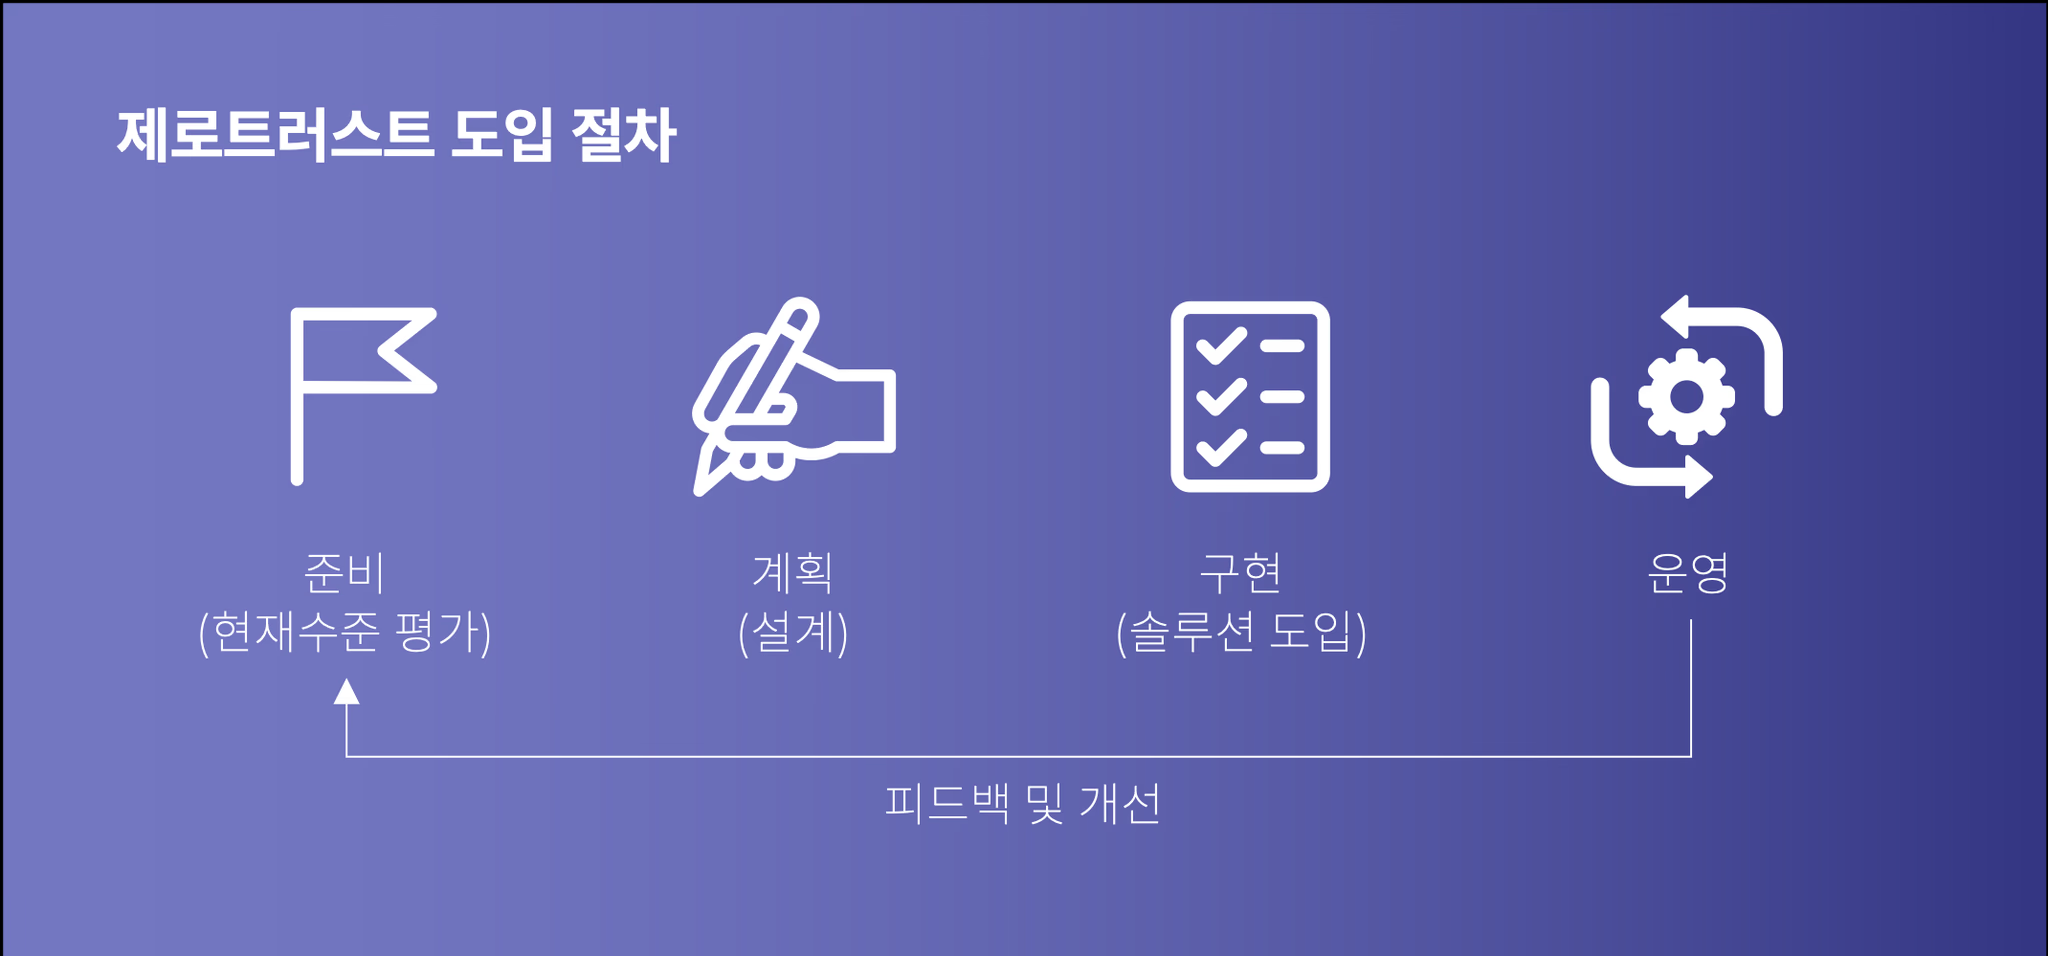 제로트러스트 도입 절차
준비
(현재수준 평가)
계획
(설계)
구현
(솔루션 도입)
운영
피드백 및 개선